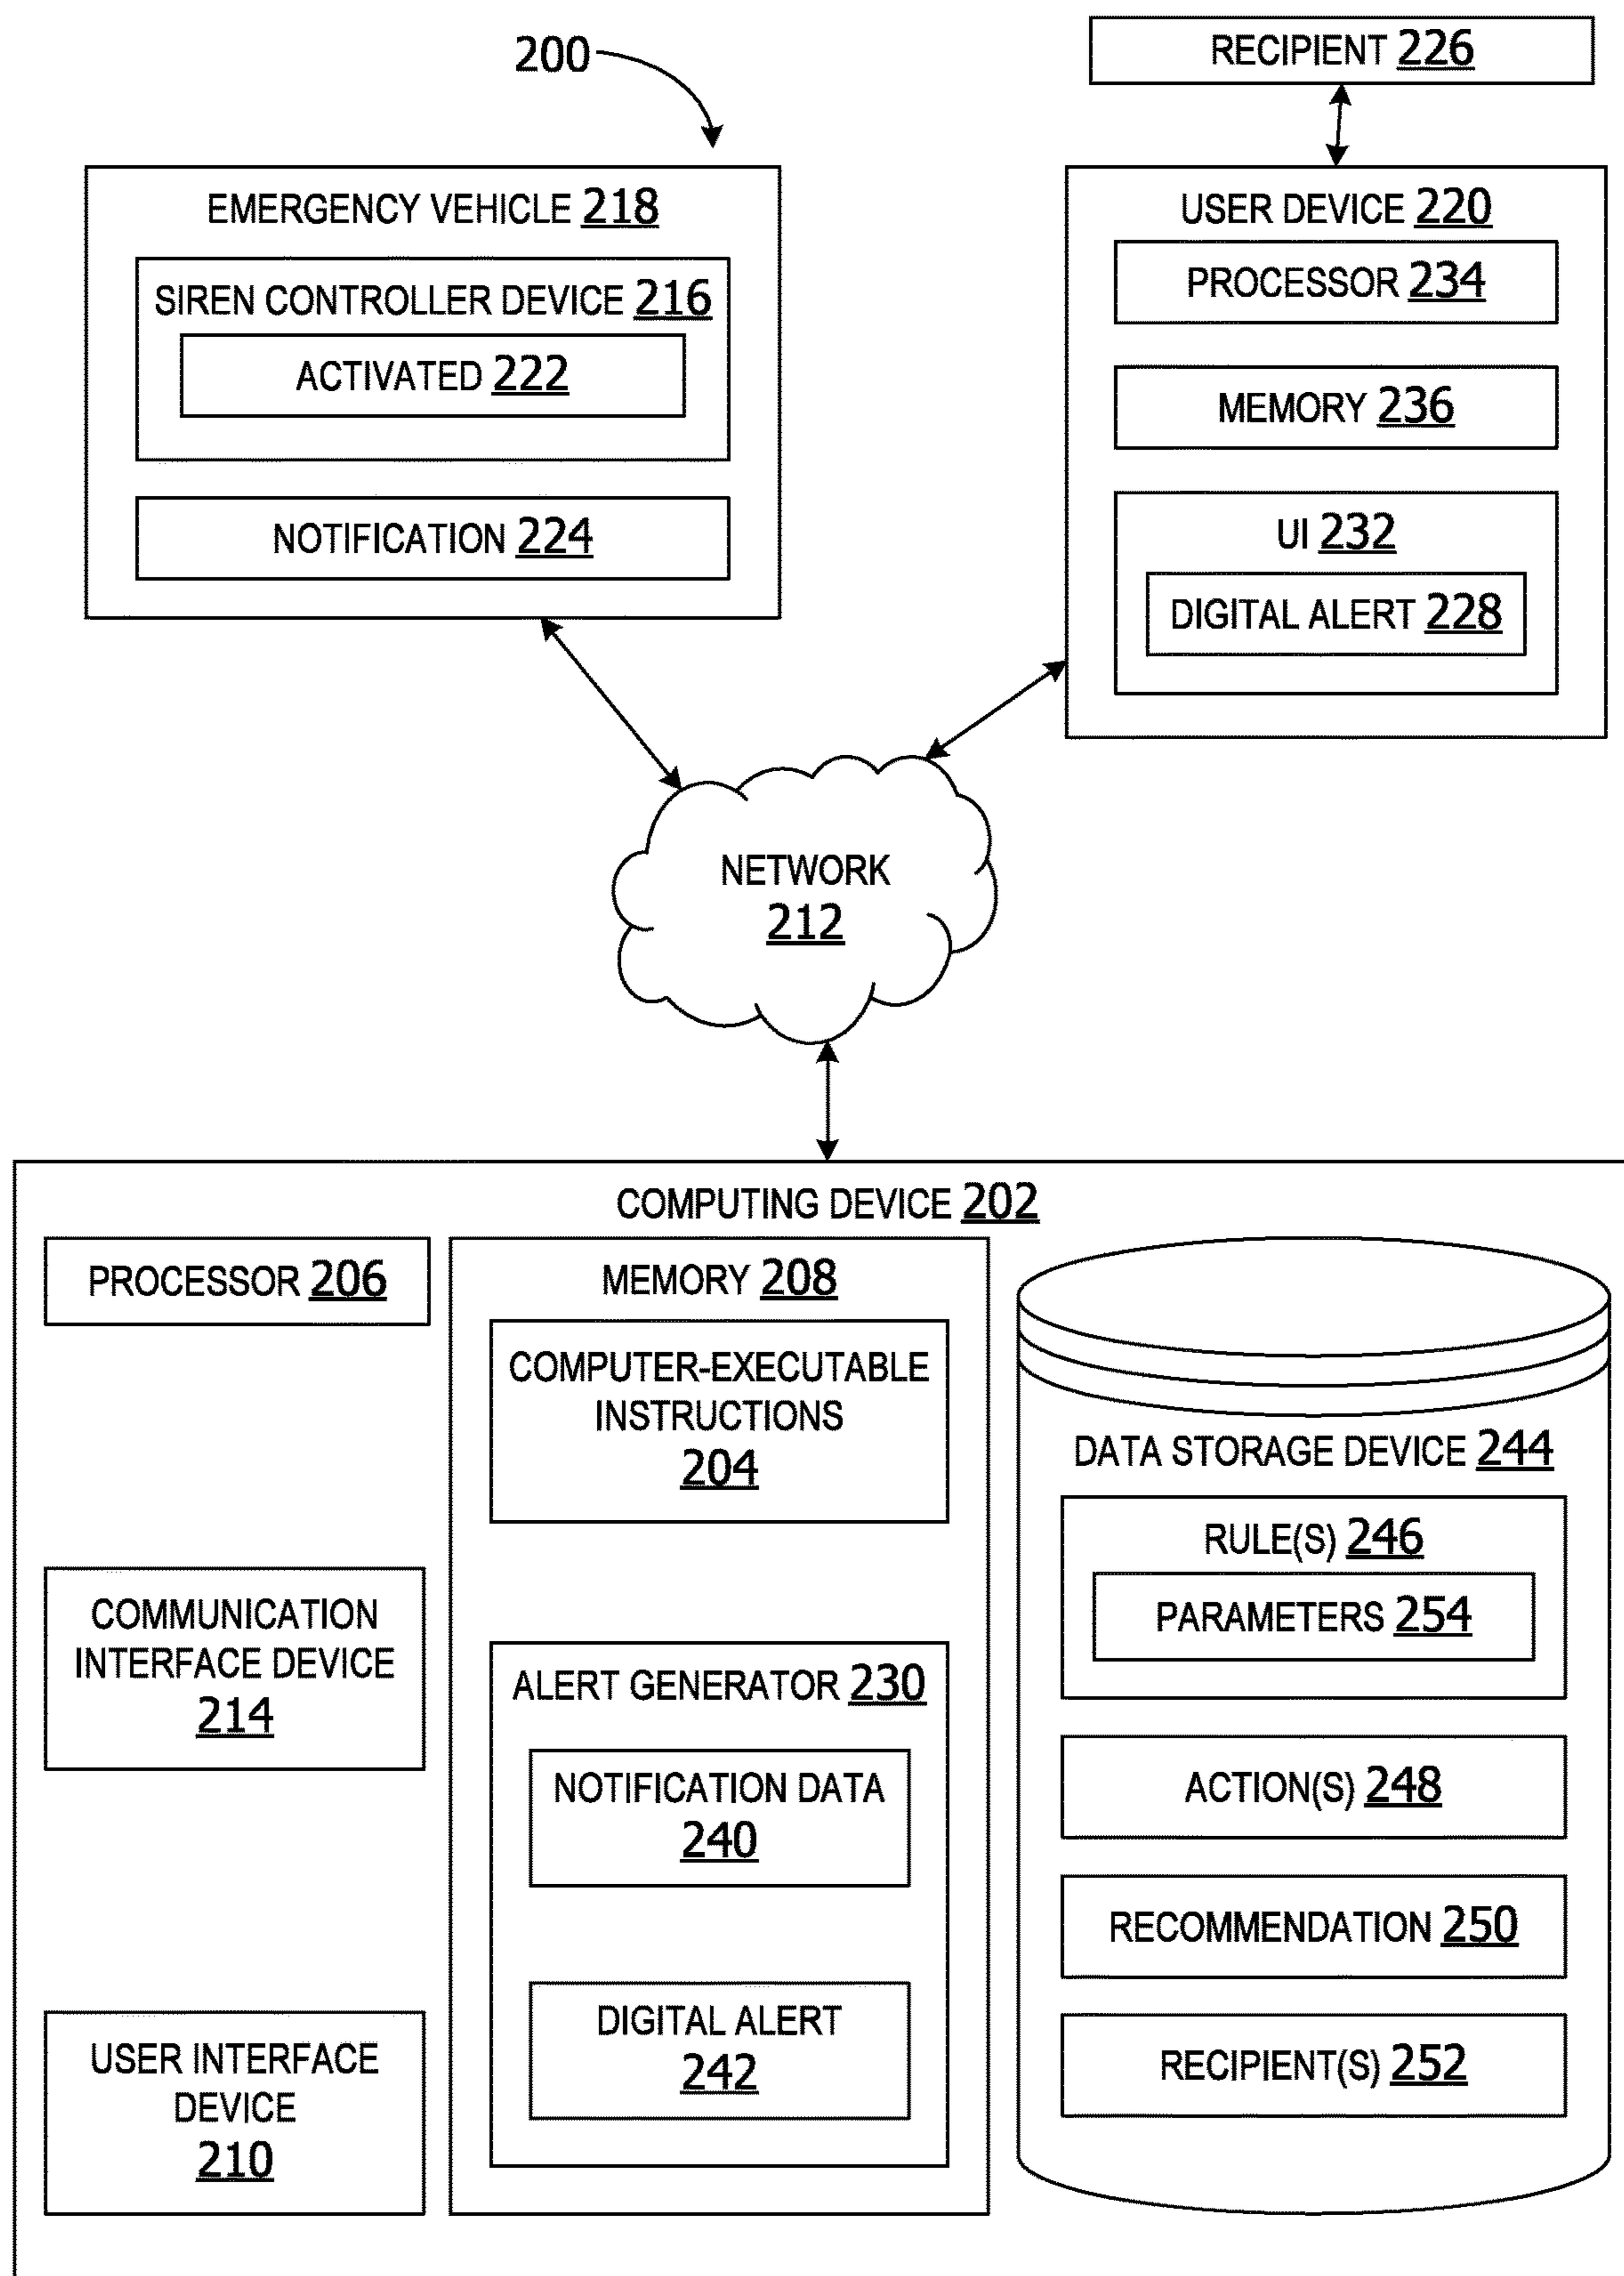 200
RECIPIENT 226
EMERGENCY VEHICLE 218
SIREN CONTROLLER DEVICE 216
ACTIVATED 222
NOTIFICATION 224
USER DEVICE 220
PROCESSOR 234
MEMORY 236
UI 232
DIGITAL ALERT 228
NETWORK
212
COMPUTING DEVICE 202
PROCESSOR 206
COMMUNICATION
INTERFACE DEVICE
214
USER INTERFACE
DEVICE
210
MEMORY 208
COMPUTER-EXECUTABLE
INSTRUCTIONS
204
ALERT GENERATOR 230
NOTIFICATION DATA
240
DIGITAL ALERT
242
DATA STORAGE DEVICE 244
RULE(S) 246
PARAMETERS 254
ACTION(S) 248
RECOMMENDATION 250
RECIPIENT(S) 252